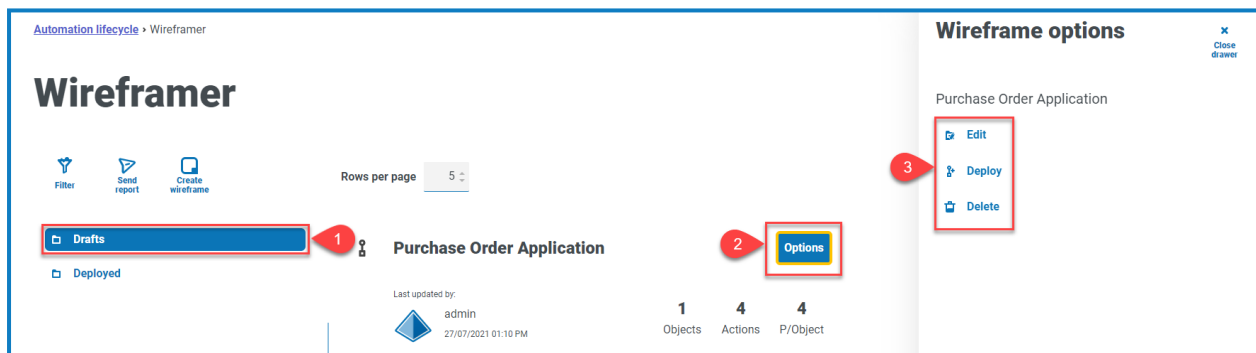 Automation lifecycle › Wireframer
Wireframer
Filter
Send report
Create wireframe
Rows per page 5
Drafts
1
Deployed
Purchase Order Application
2
Options
Last updated by:
admin
27/07/2021 01:10 PM
1 4 4
Objects Actions P/Object
Wireframe options
× Close drawer
Purchase Order Application
3
Edit
Deploy
Delete